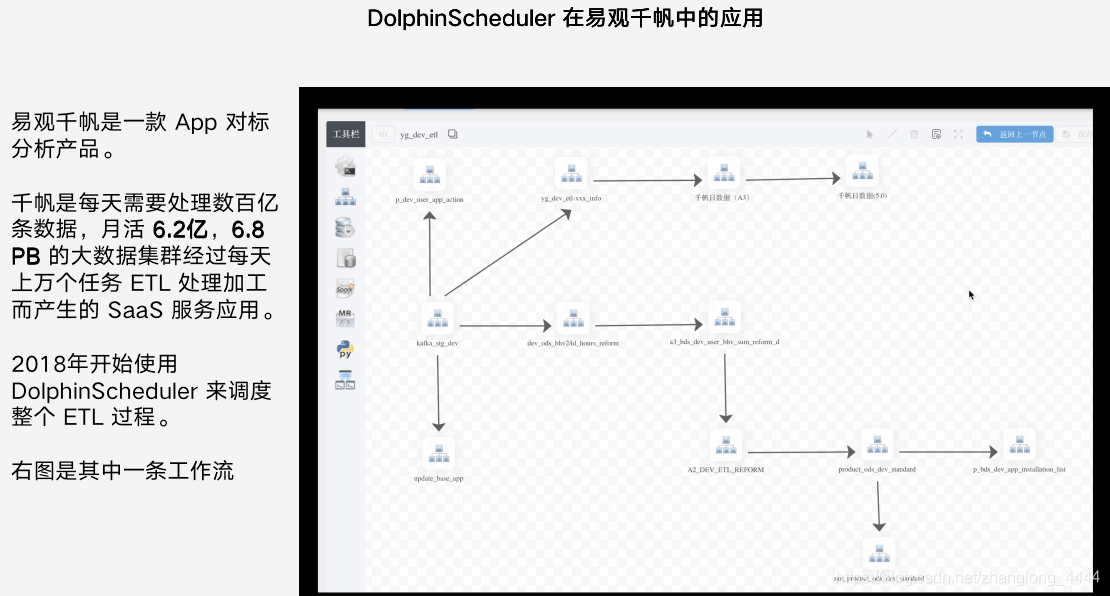 DolphinScheduler 在易观千帆中的应用
易观千帆是一款 App 对标
分析产品。
千帆是每天需要处理数百亿
条数据，月活 6.2亿，6.8
PB 的大数据集群经过每天
上万个任务 ETL 处理加工
而产生的 SaaS 服务应用。
2018年开始使用
DolphinScheduler 来调度
整个 ETL 过程。
右图是其中一条工作流
工具栏
yg_dev_etl
返回上一节点
保存
p_dev_user_app_action
yg_dev_etl-xxx_info
千帆日数据（A3）
千帆日数据(5.0)
Spark
MR
py
kafka_stg_dev
dev_ods_bhv24d_hours_reform
a3_bds_dev_user_bhv_sum_reform_d
update_base_app
A2_DEV_ETL_REFORM
product_ods_dev_standard
p_bds_dev_app_installation_list
not_product_ods_dev_standard
https://blog.csdn.net/zhanglong_4444